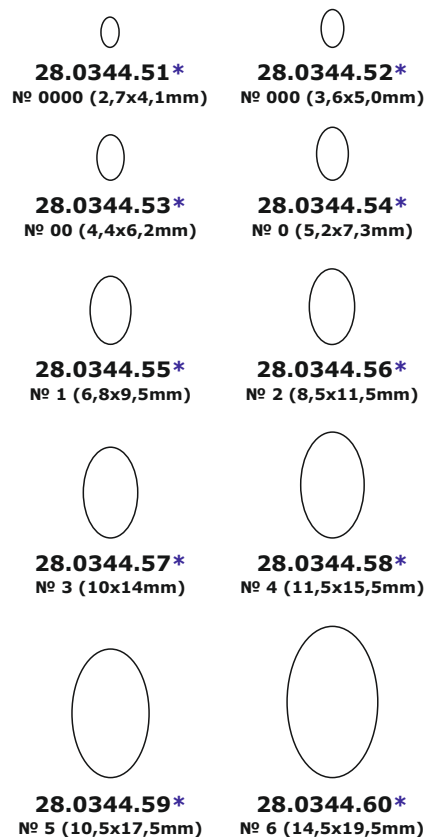 28.0344.51* 28.0344.52*
№ 0000 (2,7x4,1mm) № 000 (3,6x5,0mm)
28.0344.53* 28.0344.54*
№ 00 (4,4x6,2mm) № 0 (5,2x7,3mm)
28.0344.55* 28.0344.56*
№ 1 (6,8x9,5mm) № 2 (8,5x11,5mm)
28.0344.57* 28.0344.58*
№ 3 (10x14mm) № 4 (11,5x15,5mm)
28.0344.59* 28.0344.60*
№ 5 (10,5x17,5mm) № 6 (14,5x19,5mm)